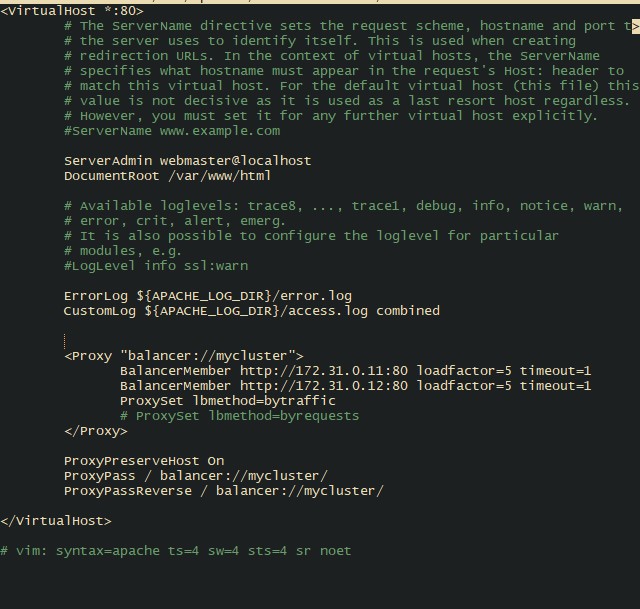 <VirtualHost *:80>
        # The ServerName directive sets the request scheme, hostname and port t>
        # the server uses to identify itself. This is used when creating
        # redirection URLs. In the context of virtual hosts, the ServerName
        # specifies what hostname must appear in the request's Host: header to
        # match this virtual host. For the default virtual host (this file) this
        # value is not decisive as it is used as a last resort host regardless.
        # However, you must set it for any further virtual host explicitly.
        #ServerName www.example.com

        ServerAdmin webmaster@localhost
        DocumentRoot /var/www/html

        # Available loglevels: trace8, ..., trace1, debug, info, notice, warn,
        # error, crit, alert, emerg.
        # It is also possible to configure the loglevel for particular
        # modules, e.g.
        #LogLevel info ssl:warn

        ErrorLog ${APACHE_LOG_DIR}/error.log
        CustomLog ${APACHE_LOG_DIR}/access.log combined

        <Proxy "balancer://mycluster">
               BalancerMember http://172.31.0.11:80 loadfactor=5 timeout=1
               BalancerMember http://172.31.0.12:80 loadfactor=5 timeout=1
               ProxySet lbmethod=bytraffic
               # ProxySet lbmethod=byrequests
        </Proxy>

        ProxyPreserveHost On
        ProxyPass / balancer://mycluster/
        ProxyPassReverse / balancer://mycluster/

</VirtualHost>

# vim: syntax=apache ts=4 sw=4 sts=4 sr noet